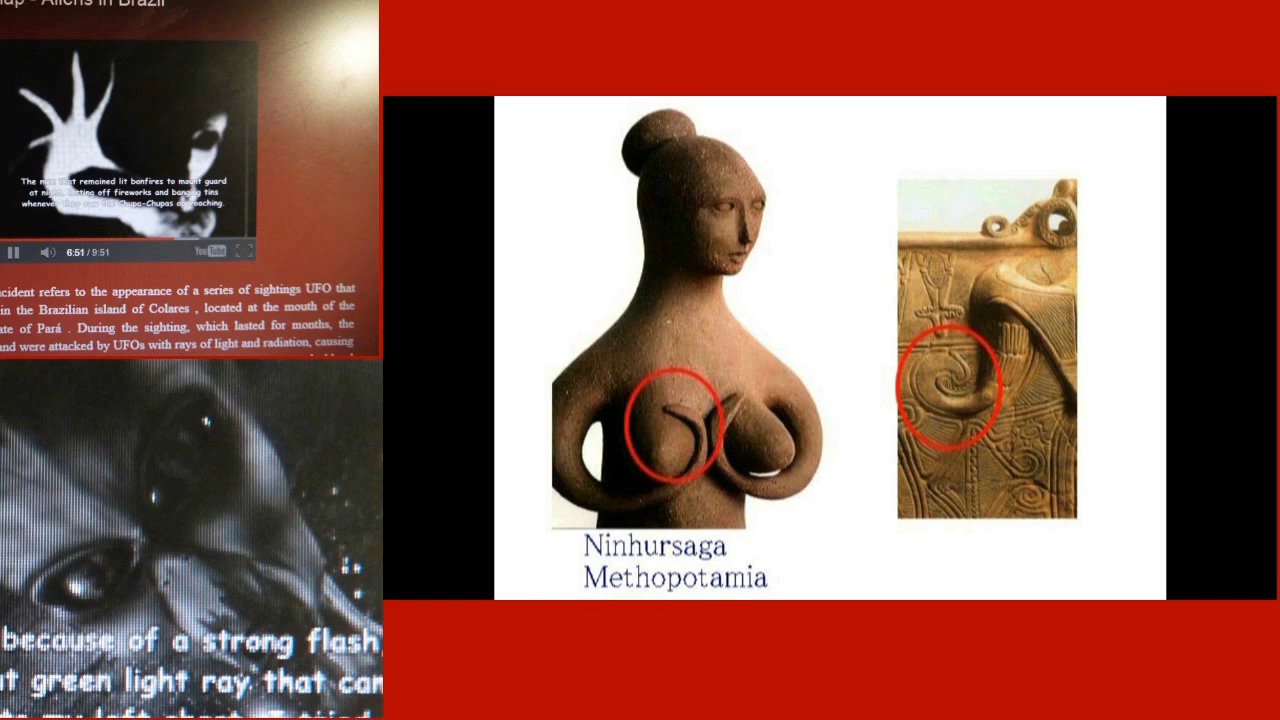 - Aliens in Brazil
The men that remained lit bonfires to mount guard
at night, letting off fireworks and banging tins
whenever they saw the Chupa-Chupas approaching.
6:51 / 9:51
YouTube
incident refers to the appearance of a series of sightings UFO that
in the Brazilian island of Colares , located at the mouth of the
ate of Pará . During the sighting, which lasted for months, the
and were attacked by UFOs with rays of light and radiation, causing
because of a strong flash,
at green light ray that can
Ninhursaga
Methopotamia